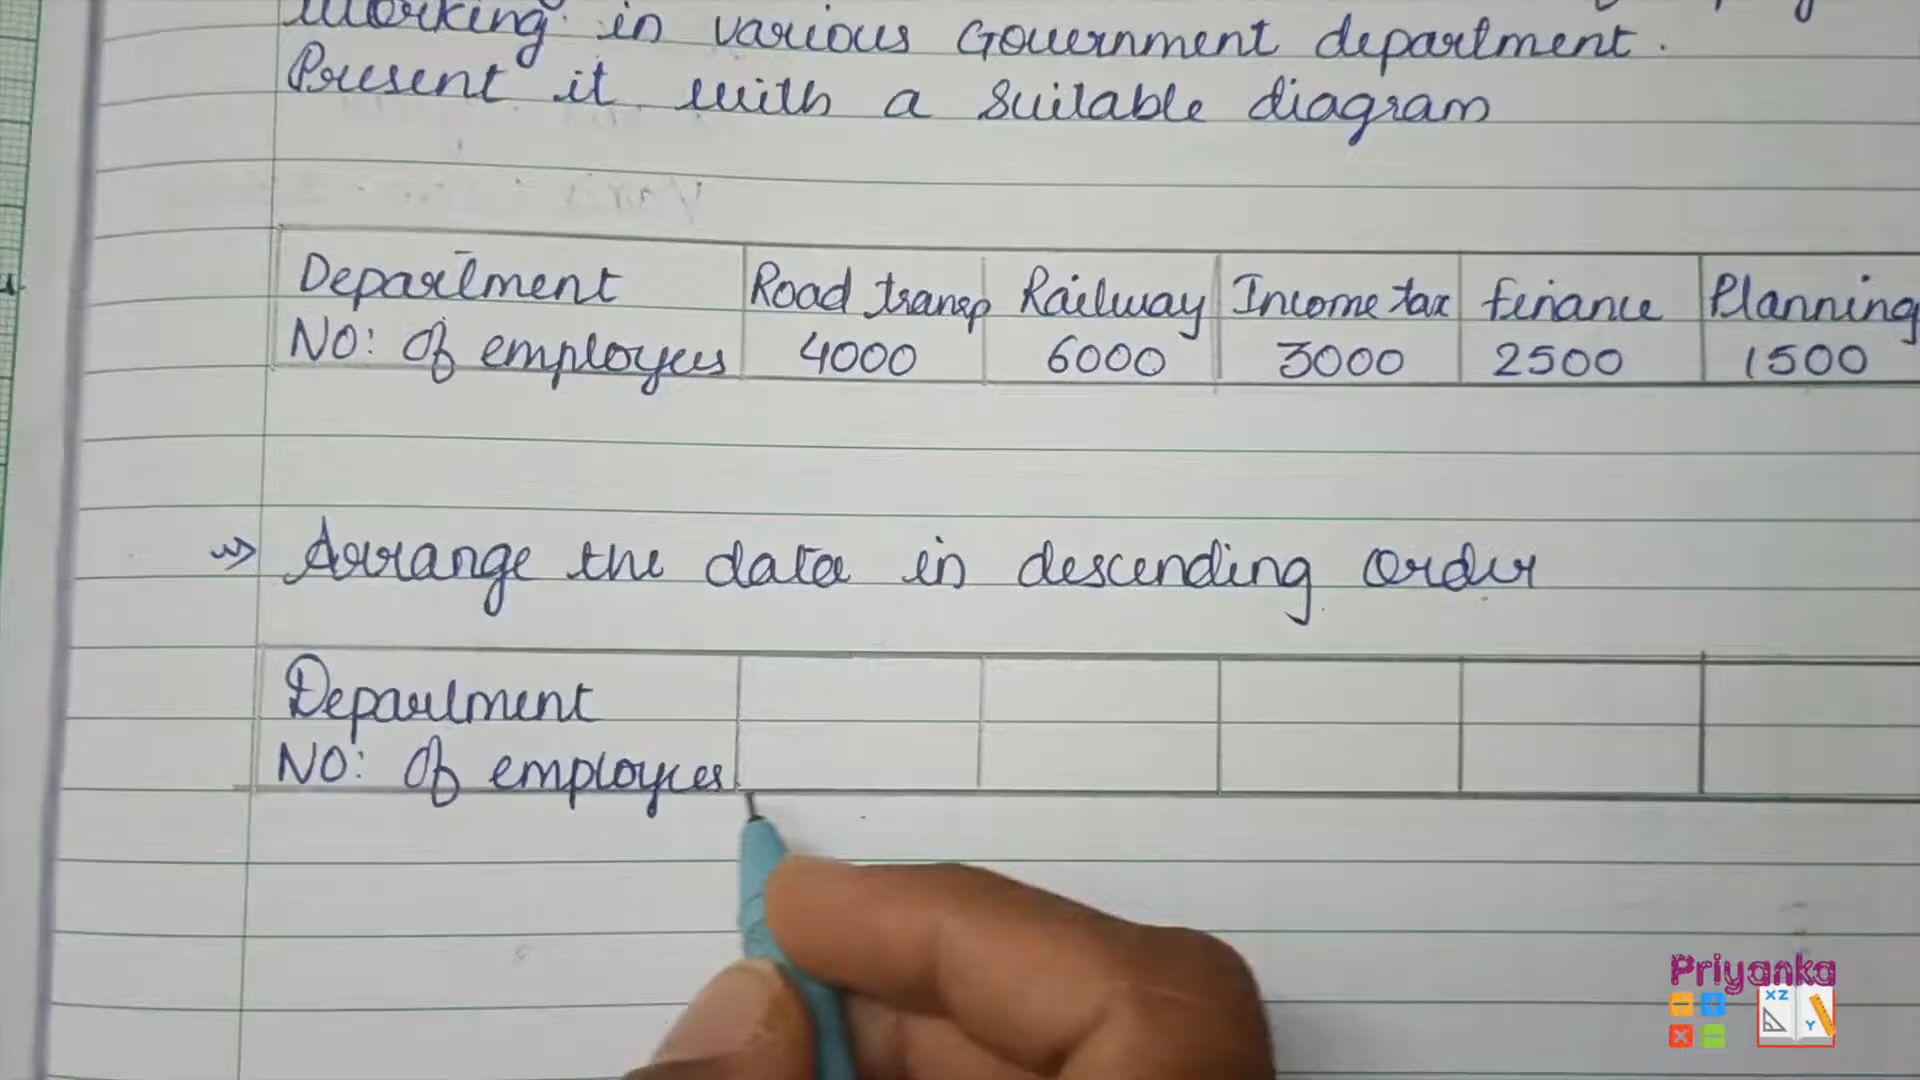 working in various Government department.
Present it with a suitable diagram
Department Road transp Railway Income tax finance Planning
NO: Of employees 4000 6000 3000 2500 1500
Arrange the data in descending Order
Department
NO: Of employees
Priyanka
XZ
Y